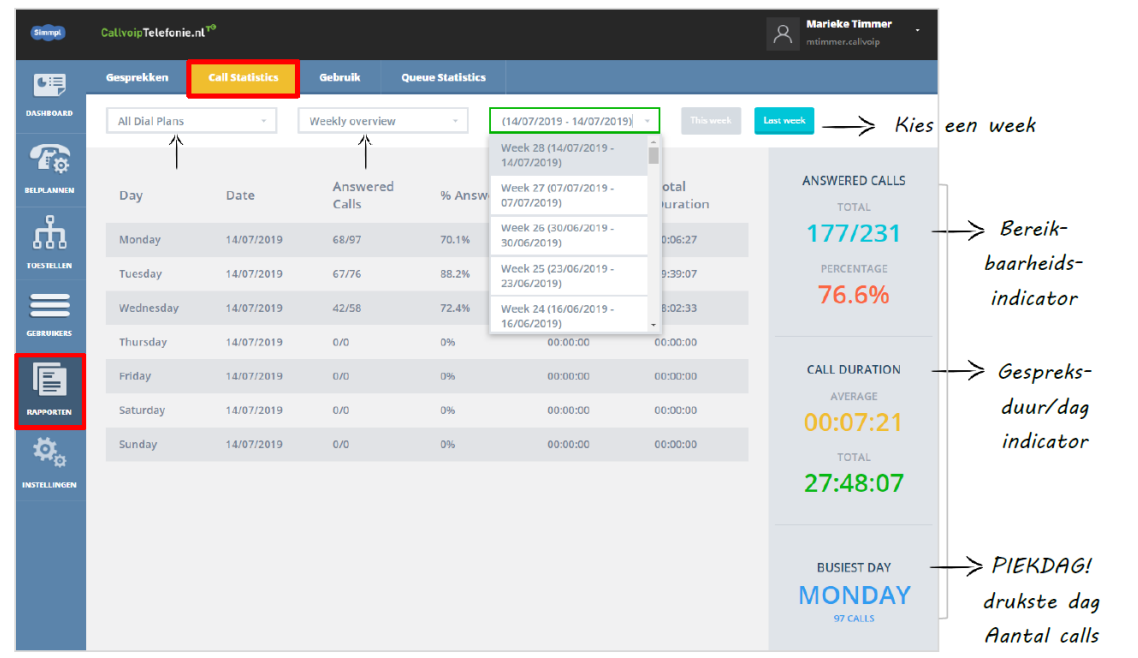 Simmpl
CallvoipTelefonie.nl
Marieke Timmer
mtimmer.callvoip
Gesprekken
Call Statistics
Gebruik
Queue Statistics
DASHBOARD
BELPLANNEN
TOESTELLEN
GEBRUIKERS
RAPPORTEN
INSTELLINGEN
All Dial Plans
Weekly overview
(14/07/2019 - 14/07/2019)
This week
Last week
Kies een week
Week 28 (14/07/2019 -
14/07/2019)
Week 27 (07/07/2019 -
07/07/2019)
Week 26 (30/06/2019 -
30/06/2019)
Week 25 (23/06/2019 -
23/06/2019)
Week 24 (16/06/2019 -
16/06/2019)
Day Date Answered
Calls
% Answ
otal
uration
Monday 14/07/2019 68/97 70.1% 0:06:27
Tuesday 14/07/2019 67/76 88.2% 9:39:07
Wednesday 14/07/2019 42/58 72.4% 8:02:33
Thursday 14/07/2019 0/0 0% 00:00:00 00:00:00
Friday 14/07/2019 0/0 0% 00:00:00 00:00:00
Saturday 14/07/2019 0/0 0% 00:00:00 00:00:00
Sunday 14/07/2019 0/0 0% 00:00:00 00:00:00
ANSWERED CALLS
TOTAL
177/231
PERCENTAGE
76.6%
Bereik-
baarheids-
indicator
CALL DURATION
AVERAGE
00:07:21
TOTAL
27:48:07
Gespreks-
duur/dag
indicator
BUSIEST DAY
MONDAY
97 CALLS
PIEKDAG!
drukste dag
Aantal calls